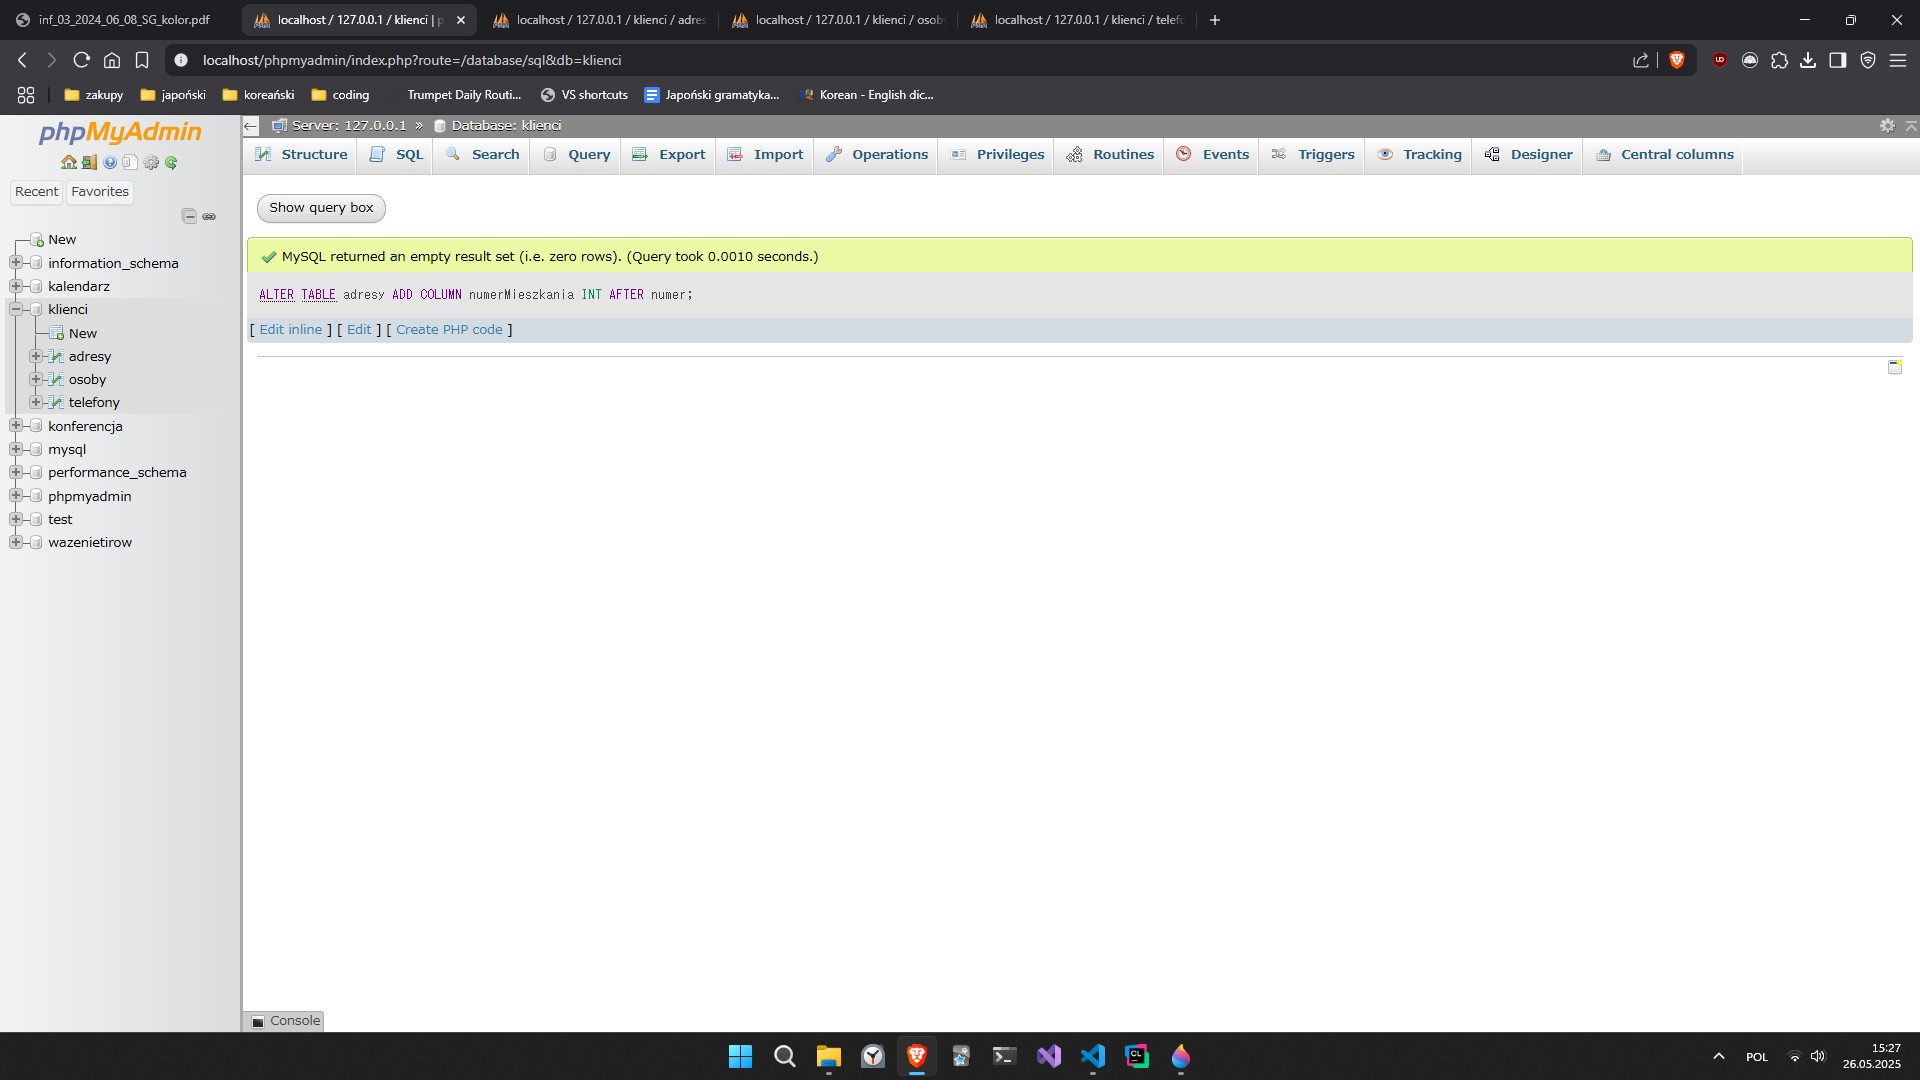 inf_03_2024_06_08_SG_kolor.pdf
localhost / 127.0.0.1 / klienci | p
localhost / 127.0.0.1 / klienci / adres
localhost / 127.0.0.1 / klienci / osob
localhost / 127.0.0.1 / klienci / telefo
localhost/phpmyadmin/index.php?route=/database/sql&db=klienci
zakupy
japoński
koreański
coding
Trumpet Daily Routi...
VS shortcuts
Japoński gramatyka...
Korean - English dic...
phpMyAdmin
Server: 127.0.0.1 » Database: klienci
Structure
SQL
Search
Query
Export
Import
Operations
Privileges
Routines
Events
Triggers
Tracking
Designer
Central columns
Recent
Favorites
New
information_schema
kalendarz
klienci
New
adresy
osoby
telefony
konferencja
mysql
performance_schema
phpmyadmin
test
wazenietirow
Show query box
MySQL returned an empty result set (i.e. zero rows). (Query took 0.0010 seconds.)
ALTER TABLE adresy ADD COLUMN numerMieszkania INT AFTER numer;
[ Edit inline ] [ Edit ] [ Create PHP code ]
Console
POL
15:27
26.05.2025